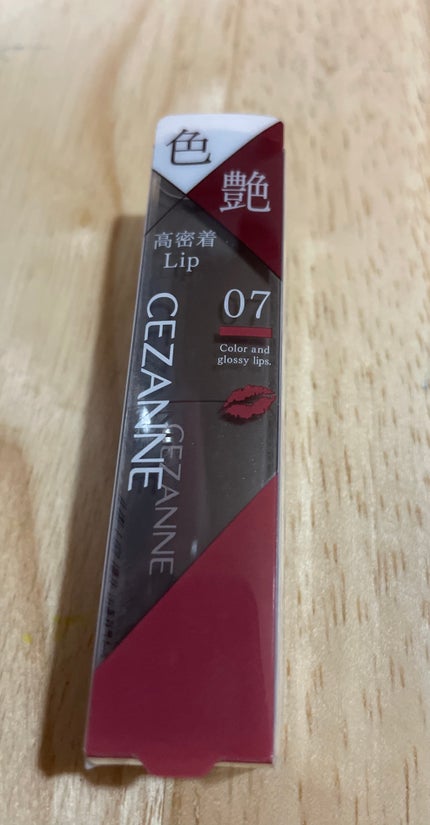 色
艶
高密着
Lip
07
Color and
glossy lips.
CEZANNE
CEZANNE